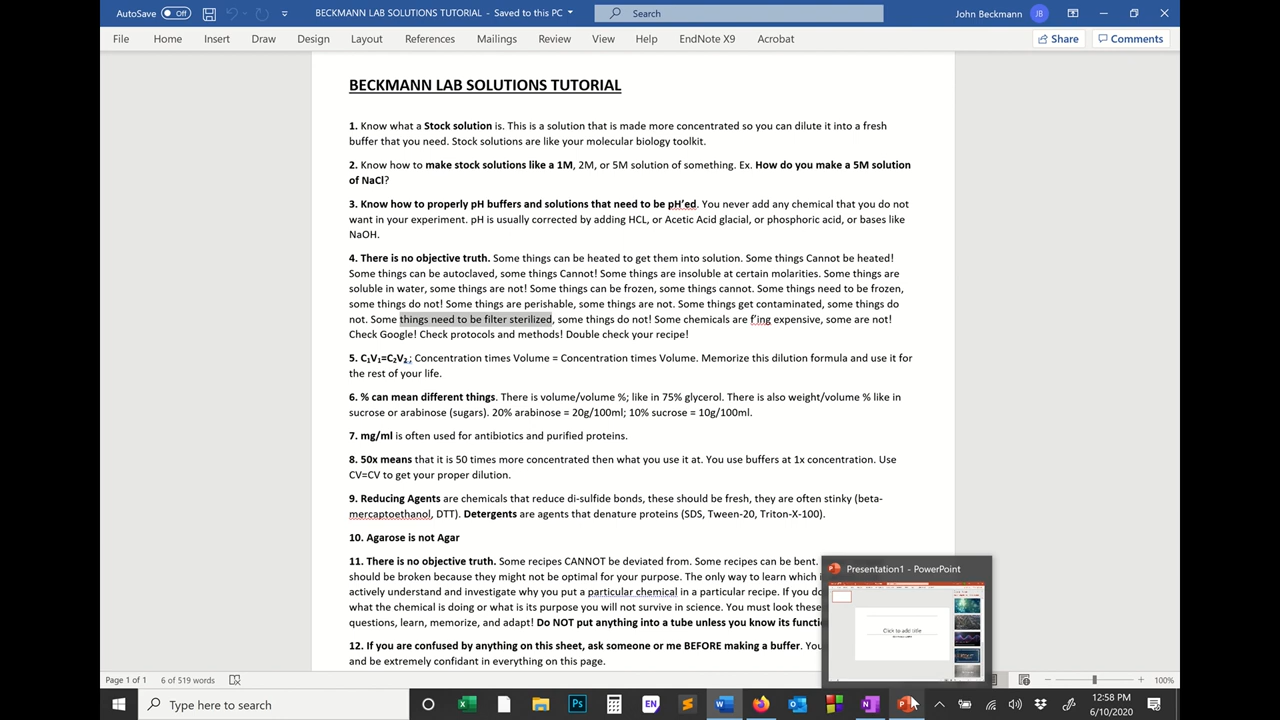 AutoSave Off BECKMANN LAB SOLUTIONS TUTORIAL - Saved to this PC Search John Beckmann JB
File Home Insert Draw Design Layout References Mailings Review View Help EndNote X9 Acrobat Share Comments
BECKMANN LAB SOLUTIONS TUTORIAL
1. Know what a Stock solution is. This is a solution that is made more concentrated so you can dilute it into a fresh
buffer that you need. Stock solutions are like your molecular biology toolkit.
2. Know how to make stock solutions like a 1M, 2M, or 5M solution of something. Ex. How do you make a 5M solution
of NaCl?
3. Know how to properly pH buffers and solutions that need to be pH'ed. You never add any chemical that you do not
want in your experiment. pH is usually corrected by adding HCL, or Acetic Acid glacial, or phosphoric acid, or bases like
NaOH.
4. There is no objective truth. Some things can be heated to get them into solution. Some things Cannot be heated!
Some things can be autoclaved, some things Cannot! Some things are insoluble at certain molarities. Some things are
soluble in water, some things are not! Some things can be frozen, some things cannot. Some things need to be frozen,
some things do not! Some things are perishable, some things are not. Some things get contaminated, some things do
not. Some things need to be filter sterilized, some things do not! Some chemicals are f'ing expensive, some are not!
Check Google! Check protocols and methods! Double check your recipe!
5. C₁V₁=C₂V₂ ; Concentration times Volume = Concentration times Volume. Memorize this dilution formula and use it for
the rest of your life.
6. % can mean different things. There is volume/volume %; like in 75% glycerol. There is also weight/volume % like in
sucrose or arabinose (sugars). 20% arabinose = 20g/100ml; 10% sucrose = 10g/100ml.
7. mg/ml is often used for antibiotics and purified proteins.
8. 50x means that it is 50 times more concentrated then what you use it at. You use buffers at 1x concentration. Use
CV=CV to get your proper dilution.
9. Reducing Agents are chemicals that reduce di-sulfide bonds, these should be fresh, they are often stinky (beta-
mercaptoethanol, DTT). Detergents are agents that denature proteins (SDS, Tween-20, Triton-X-100).
10. Agarose is not Agar
11. There is no objective truth. Some recipes CANNOT be deviated from. Some recipes can be bent.
should be broken because they might not be optimal for your purpose. The only way to learn which i
actively understand and investigate why you put a particular chemical in a particular recipe. If you do
what the chemical is doing or what is its purpose you will not survive in science. You must look these
questions, learn, memorize, and adapt! Do NOT put anything into a tube unless you know its functi
12. If you are confused by anything on this sheet, ask someone or me BEFORE making a buffer. You
and be extremely confidant in everything on this page.
Presentation1 - PowerPoint
Click to add title
Page 1 of 1 6 of 519 words 100%
Type here to search EN 12:58 PM
6/10/2020